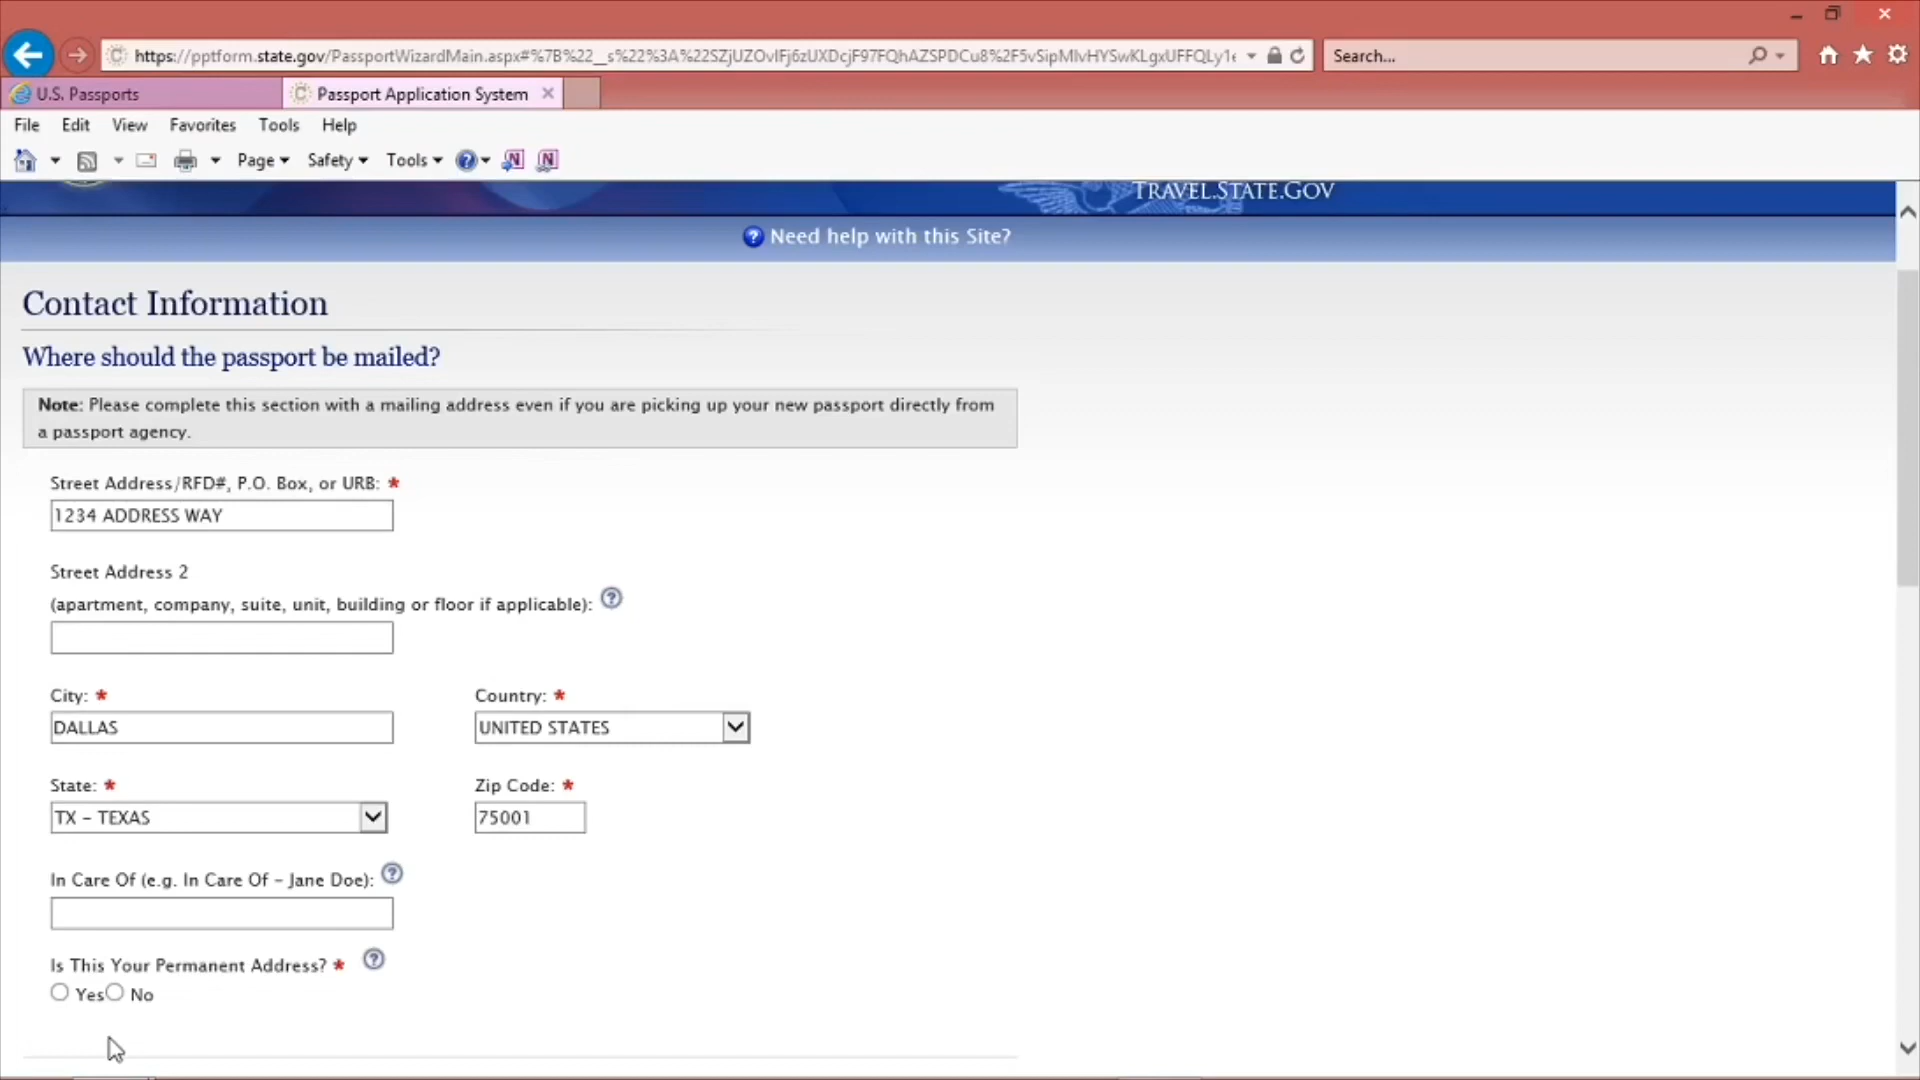 https://pptform.state.gov/PassportWizardMain.aspx#%7B%22__s%22%3A%22SZjUZOvIFj6zUXDcjF97FQhAZSPDCu8%2F5vSipMlvHYSwKLgxUFFQLy1e
Search...
U.S. Passports
Passport Application System
File Edit View Favorites Tools Help
Page Safety Tools
TRAVEL.STATE.GOV
Need help with this Site?
Contact Information
Where should the passport be mailed?
Note: Please complete this section with a mailing address even if you are picking up your new passport directly from
a passport agency.
Street Address/RFD#, P.O. Box, or URB: *
1234 ADDRESS WAY
Street Address 2
(apartment, company, suite, unit, building or floor if applicable):
City: * Country: *
DALLAS UNITED STATES
State: * Zip Code: *
TX - TEXAS 75001
In Care Of (e.g. In Care Of - Jane Doe):
Is This Your Permanent Address? *
Yes No